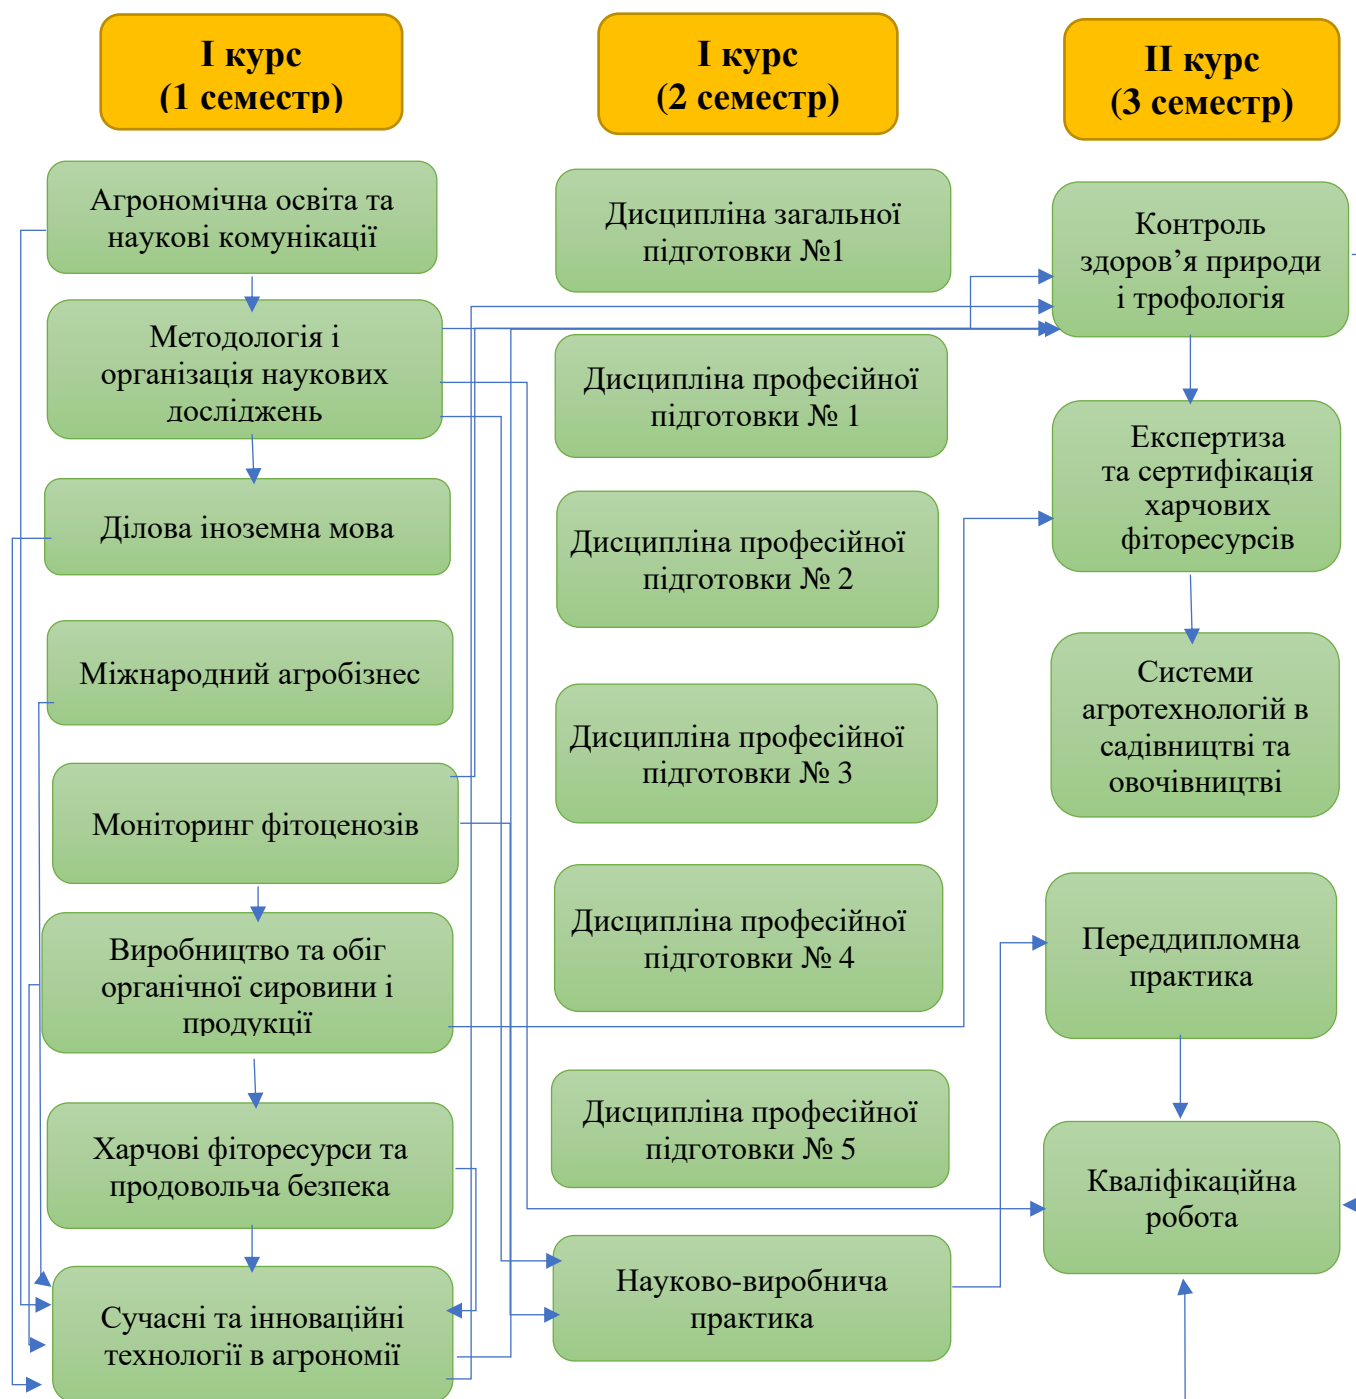 І курс
(1 семестр)
І курс
(2 семестр)
ІІ курс
(3 семестр)
Агрономічна освіта та
наукові комунікації
Методологія і
організація наукових
досліджень
Ділова іноземна мова
Міжнародний агробізнес
Моніторинг фітоценозів
Виробництво та обіг
органічної сировини і
продукції
Харчові фіторесурси та
продовольча безпека
Сучасні та інноваційні
технології в агрономії
Дисципліна загальної
підготовки №1
Дисципліна професійної
підготовки № 1
Дисципліна професійної
підготовки № 2
Дисципліна професійної
підготовки № 3
Дисципліна професійної
підготовки № 4
Дисципліна професійної
підготовки № 5
Науково-виробнича
практика
Контроль
здоров’я природи
і трофологія
Експертиза
та сертифікація
харчових
фіторесурсів
Системи
агротехнологій в
садівництві та
овочівництві
Переддипломна
практика
Кваліфікаційна
робота